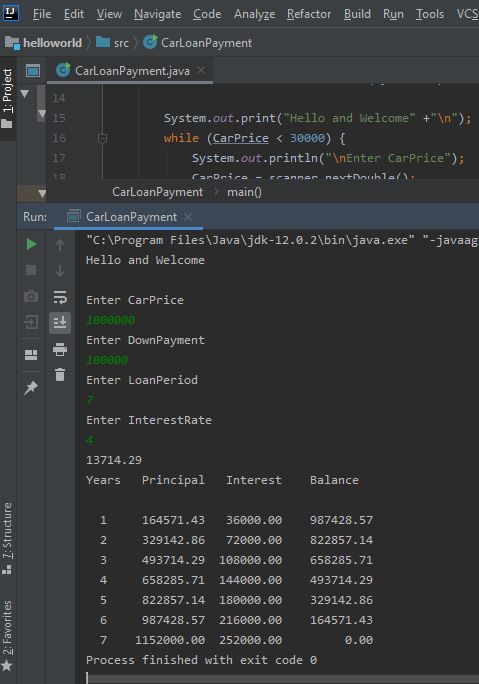 IJ File Edit View Navigate Code Analyze Refactor Build Run Tools VCS
helloworld src CarLoanPayment
1: Project
CarLoanPayment.java
14
15 System.out.print("Hello and Welcome" +"\n");
16 while (CarPrice < 30000) {
17 System.out.println("\nEnter CarPrice");
18 CarPrice = scanner.nextDouble();
CarLoanPayment main()
Run: CarLoanPayment
"C:\Program Files\Java\jdk-12.0.2\bin\java.exe" "-javaag
Hello and Welcome
Enter CarPrice
1000000
Enter DownPayment
100000
Enter LoanPeriod
7
Enter InterestRate
4
13714.29
Years Principal Interest Balance
1 164571.43 36000.00 987428.57
2 329142.86 72000.00 822857.14
3 493714.29 108000.00 658285.71
4 658285.71 144000.00 493714.29
5 822857.14 180000.00 329142.86
6 987428.57 216000.00 164571.43
7 1152000.00 252000.00 0.00
Process finished with exit code 0
7: Structure
2: Favorites